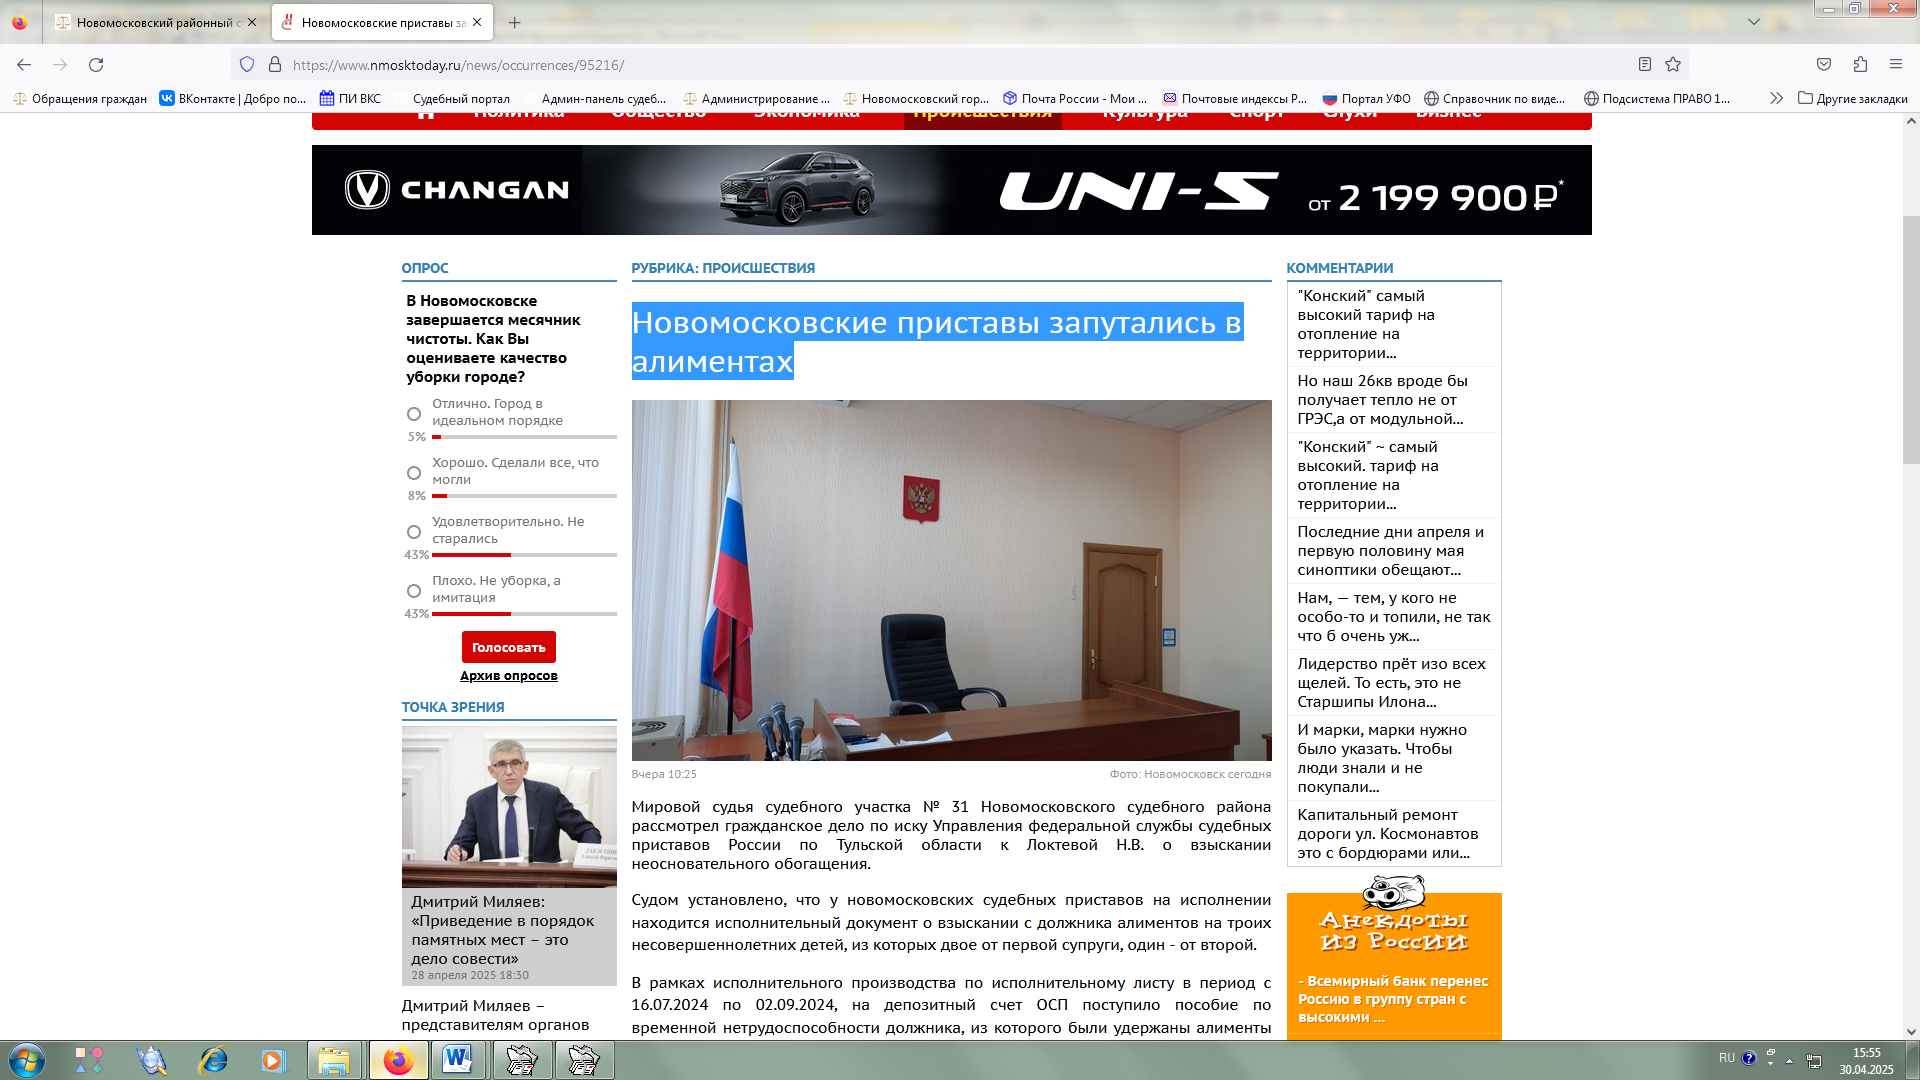 Новомосковский районный с
Новомосковские приставы за
https://www.nmosktoday.ru/news/occurrences/95216/
Обращения граждан
ВКонтакте | Добро по...
ПИ ВКС
Судебный портал
Админ-панель судеб...
Администрирование ...
Новомосковский гор...
Почта России - Мои ...
Почтовые индексы Р...
Портал УФО
Справочник по виде...
Подсистема ПРАВО 1...
Другие закладки
Политика Общество Экономика Происшествия Культура Спорт Слухи Бизнес
CHANGAN UNI-S от 2 199 900 ₽*
ОПРОС
В Новомосковске
завершается месячник
чистоты. Как Вы
оцениваете качество
уборки городе?
Отлично. Город в
идеальном порядке
5%
Хорошо. Сделали все, что
могли
8%
Удовлетворительно. Не
старались
43%
Плохо. Не уборка, а
имитация
43%
Голосовать
Архив опросов
ТОЧКА ЗРЕНИЯ
Дмитрий Миляев:
«Приведение в порядок
памятных мест – это
дело совести»
28 апреля 2025 18:30
Дмитрий Миляев –
представителям органов
РУБРИКА: ПРОИСШЕСТВИЯ
Новомосковские приставы запутались в
алиментах
Вчера 10:25
Фото: Новомосковск сегодня
Мировой судья судебного участка № 31 Новомосковского судебного района
рассмотрел гражданское дело по иску Управления федеральной службы судебных
приставов России по Тульской области к Локтевой Н.В. о взыскании
неосновательного обогащения.
Судом установлено, что у новомосковских судебных приставов на исполнении
находится исполнительный документ о взыскании с должника алиментов на троих
несовершеннолетних детей, из которых двое от первой супруги, один - от второй.
В рамках исполнительного производства по исполнительному листу в период с
16.07.2024 по 02.09.2024, на депозитный счет ОСП поступило пособие по
временной нетрудоспособности должника, из которого были удержаны алименты
КОММЕНТАРИИ
"Конский" самый
высокий тариф на
отопление на
территории...
Но наш 26кв вроде бы
получает тепло не от
ГРЭС,а от модульной...
"Конский" ~ самый
высокий. тариф на
отопление на
территории...
Последние дни апреля и
первую половину мая
синоптики обещают...
Нам, — тем, у кого не
особо-то и топили, не так
что б очень уж...
Лидерство прёт изо всех
щелей. То есть, это не
Старшипы Илона...
И марки, марки нужно
было указать. Чтобы
люди знали и не
покупали...
Капитальный ремонт
дороги ул. Космонавтов
это с бордюрами или...
Анекдоты
из России
- Всемирный банк перенес
Россию в группу стран с
высокими ...
RU
15:55
30.04.2025